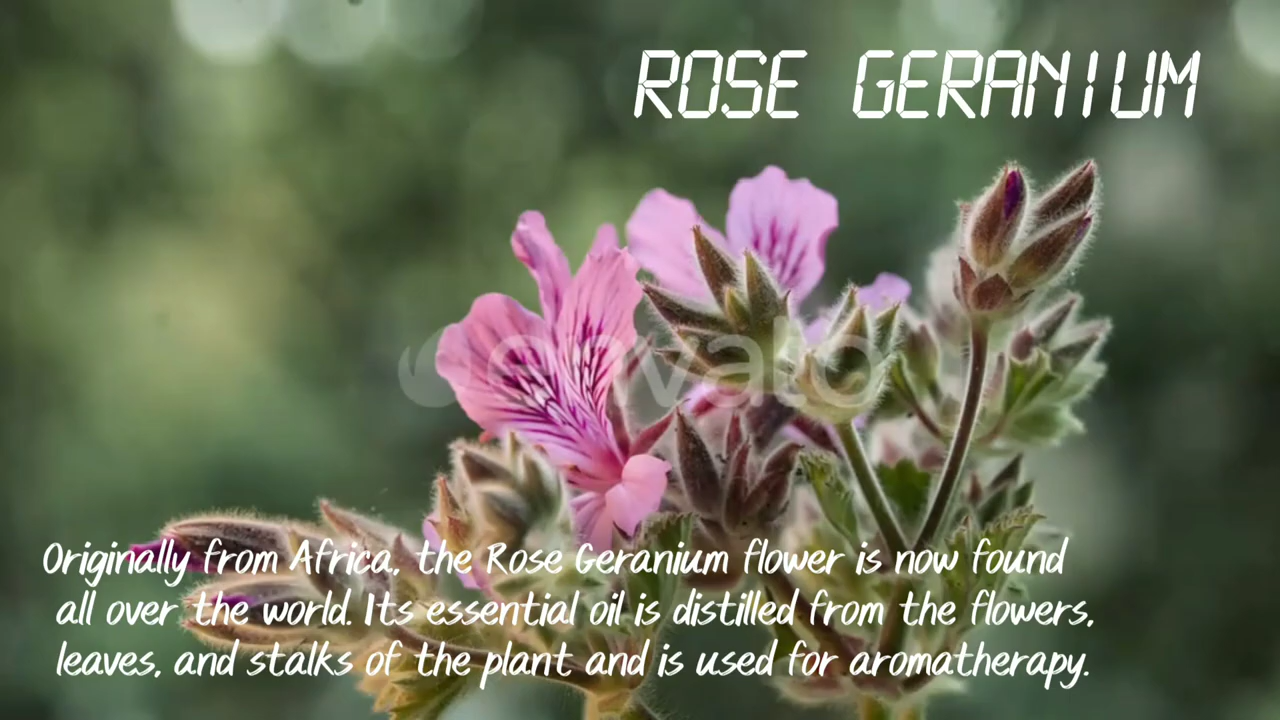 ROSE GERANIUM
envato
Originally from Africa, the Rose Geranium flower is now found
all over the world. Its essential oil is distilled from the flowers,
leaves, and stalks of the plant and is used for aromatherapy.